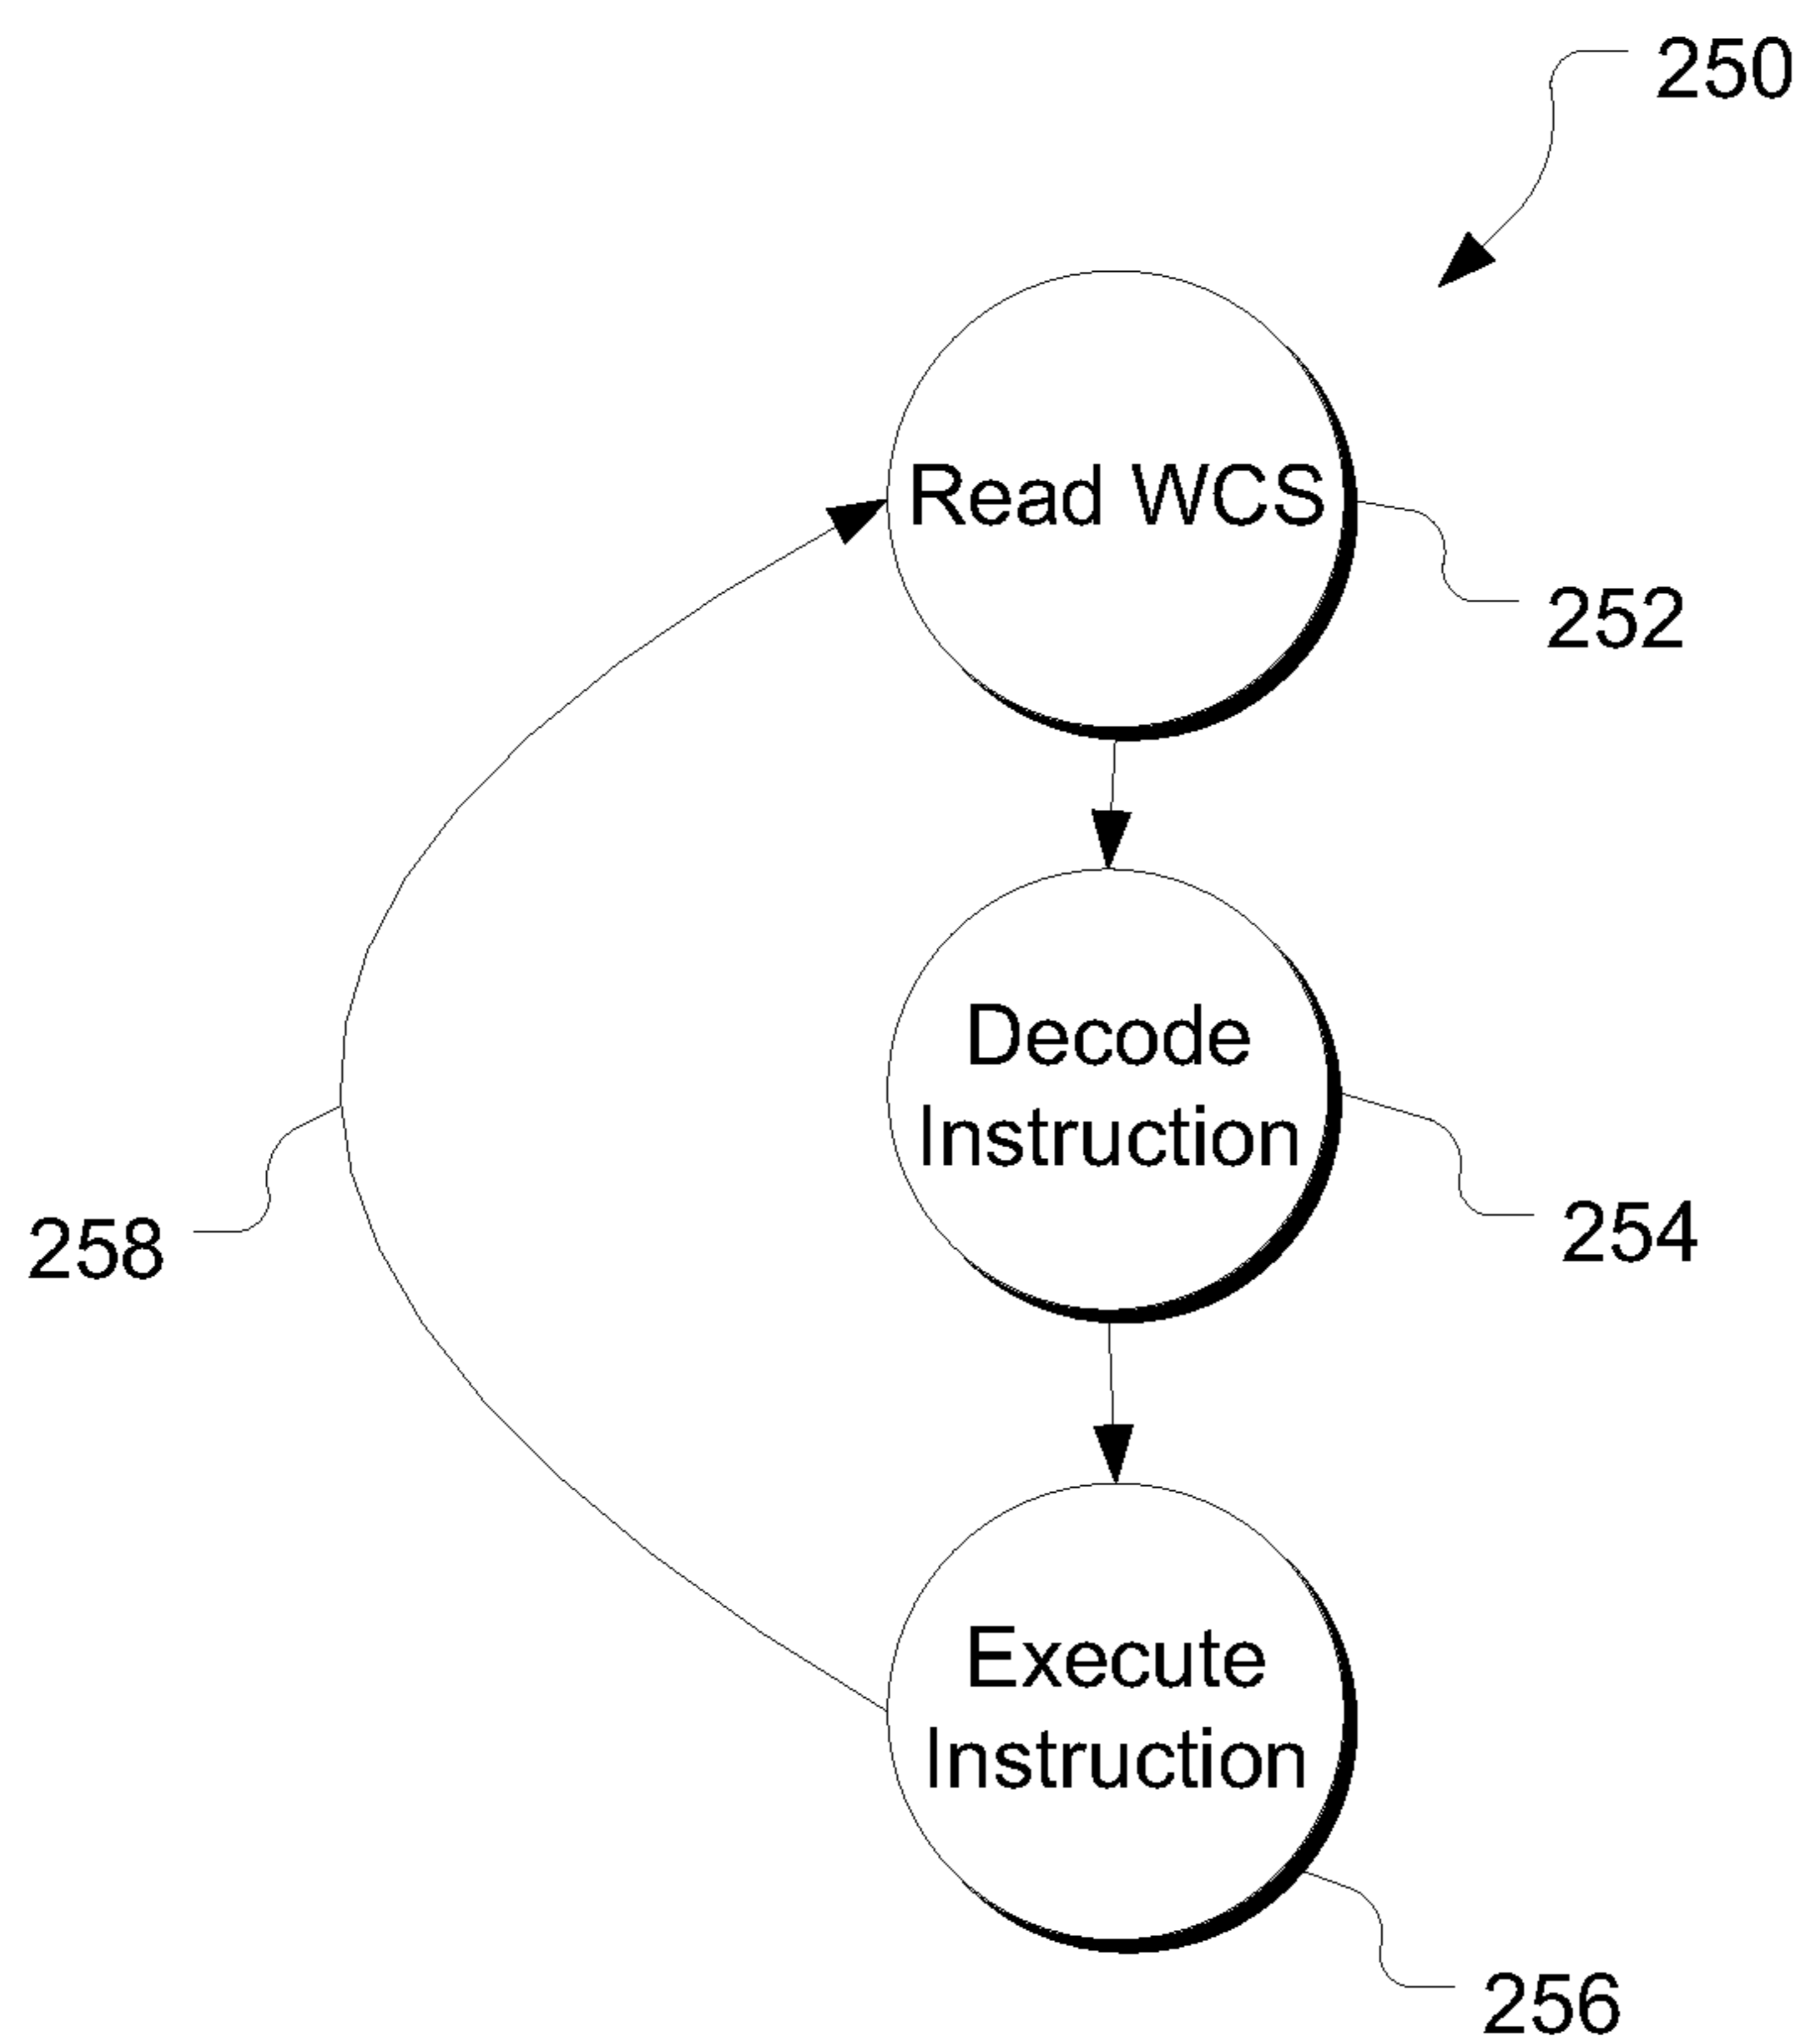 250
Read WCS
252
Decode
Instruction
258
254
Execute
Instruction
256